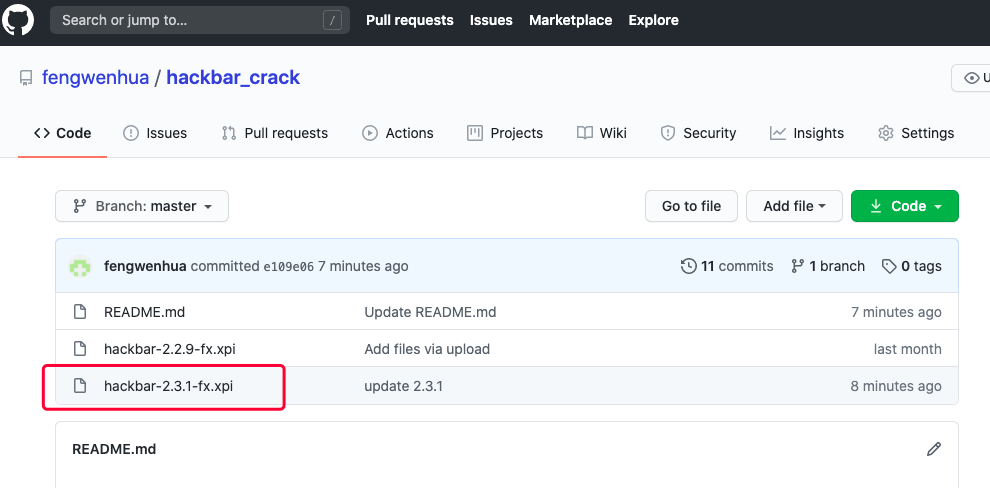 Search or jump to... /
Pull requests Issues Marketplace Explore
fengwenhua / hackbar_crack
U
Code Issues Pull requests Actions Projects Wiki Security Insights Settings
Branch: master Go to file Add file Code
fengwenhua committed e109e06 7 minutes ago 11 commits 1 branch 0 tags
README.md Update README.md 7 minutes ago
hackbar-2.2.9-fx.xpi Add files via upload last month
hackbar-2.3.1-fx.xpi update 2.3.1 8 minutes ago
README.md